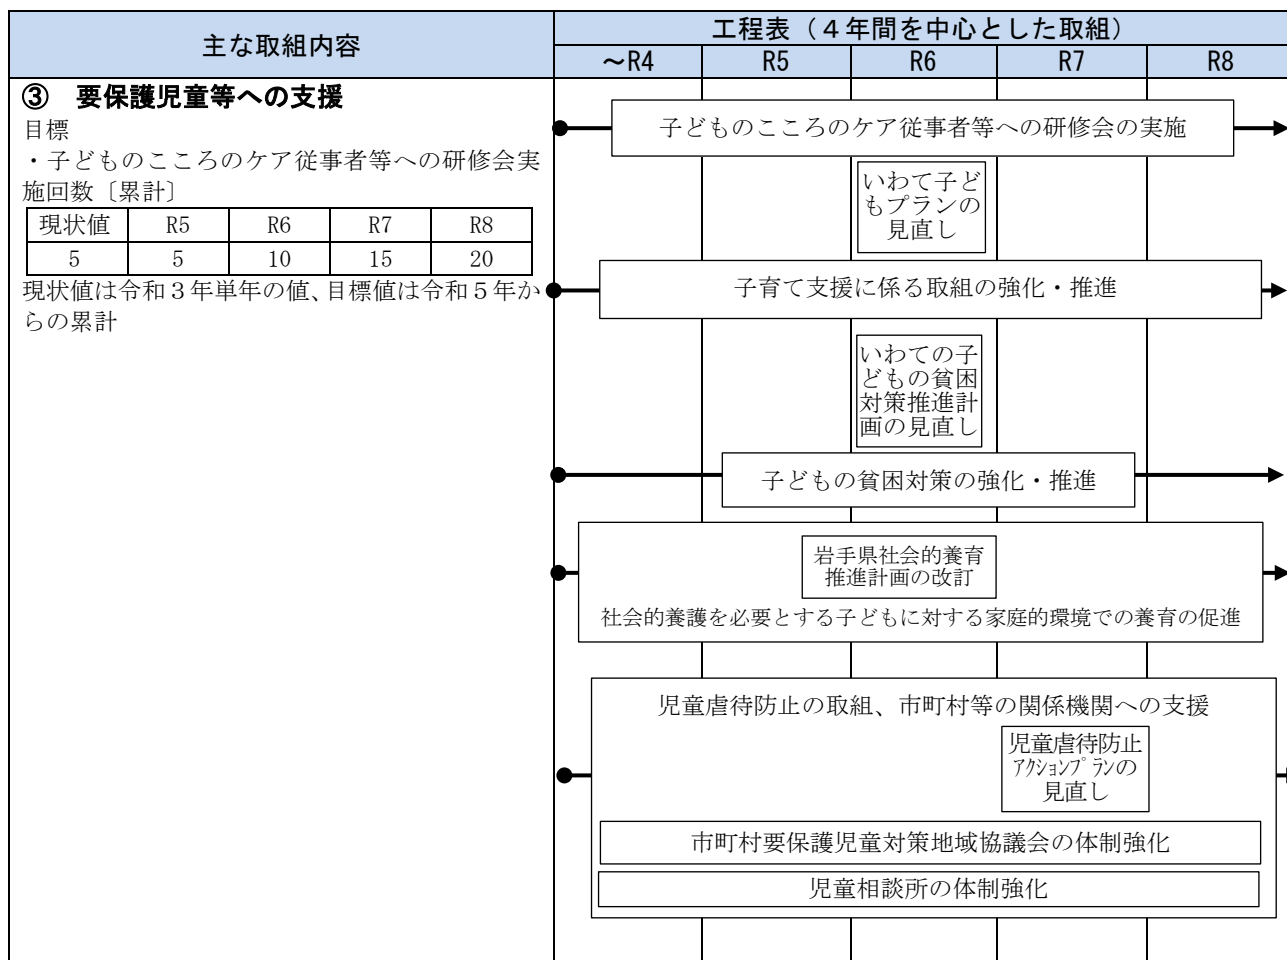 主な取組内容
工程表（４年間を中心とした取組）
～R4 R5 R6 R7 R8
③　要保護児童等への支援
目標
・子どものこころのケア従事者等への研修会実
施回数〔累計〕
現状値 R5 R6 R7 R8
5 5 10 15 20
現状値は令和３年単年の値、目標値は令和５年か
らの累計
子どものこころのケア従事者等への研修会の実施
いわて子ど
もプランの
見直し
子育て支援に係る取組の強化・推進
いわての子
どもの貧困
対策推進計
画の見直し
子どもの貧困対策の強化・推進
岩手県社会的養育
推進計画の改訂
社会的養護を必要とする子どもに対する家庭的環境での養育の促進
児童虐待防止の取組、市町村等の関係機関への支援
児童虐待防止
ｱｸｼｮﾝﾌﾟﾗﾝの
見直し
市町村要保護児童対策地域協議会の体制強化
児童相談所の体制強化